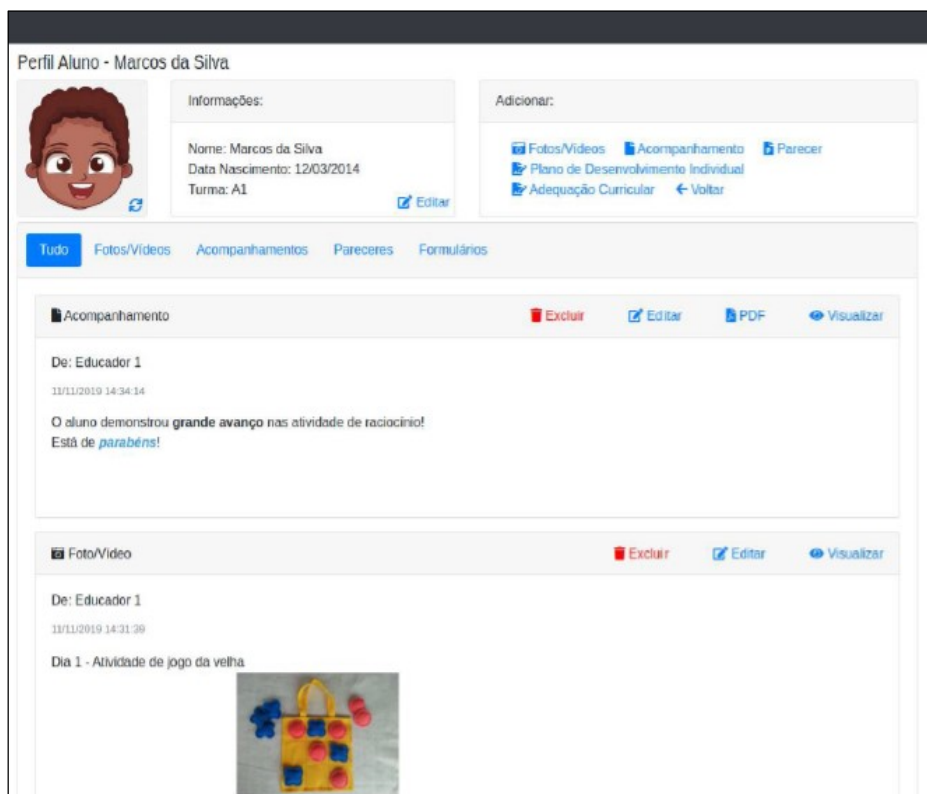 Perfil Aluno - Marcos da Silva
Informações:
Nome: Marcos da Silva
Data Nascimento: 12/03/2014
Turma: A1
Editar
Adicionar:
Fotos/Vídeos Acompanhamento Parecer
Plano de Desenvolvimento Individual
Adequação Curricular Voltar
Tudo Fotos/Vídeos Acompanhamentos Pareceres Formulários
Acompanhamento Excluir Editar PDF Visualizar
De: Educador 1
11/11/2019 14:34:14
O aluno demonstrou grande avanço nas atividade de raciocínio!
Está de parabéns!
Foto/Vídeo Excluir Editar Visualizar
De: Educador 1
11/11/2019 14:31:39
Dia 1 - Atividade de jogo da velha